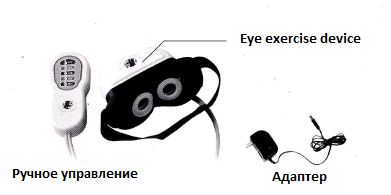 Eye exercise device
Ручное управление
Адаптер